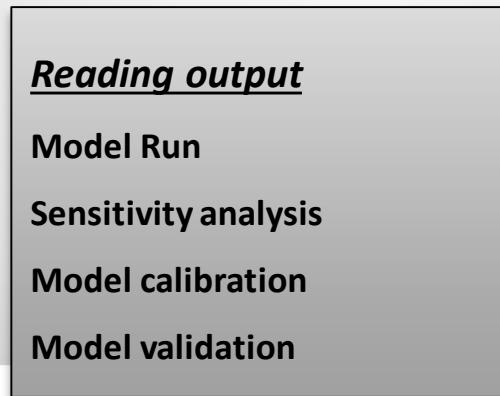 Reading output
Model Run
Sensitivity analysis
Model calibration
Model validation